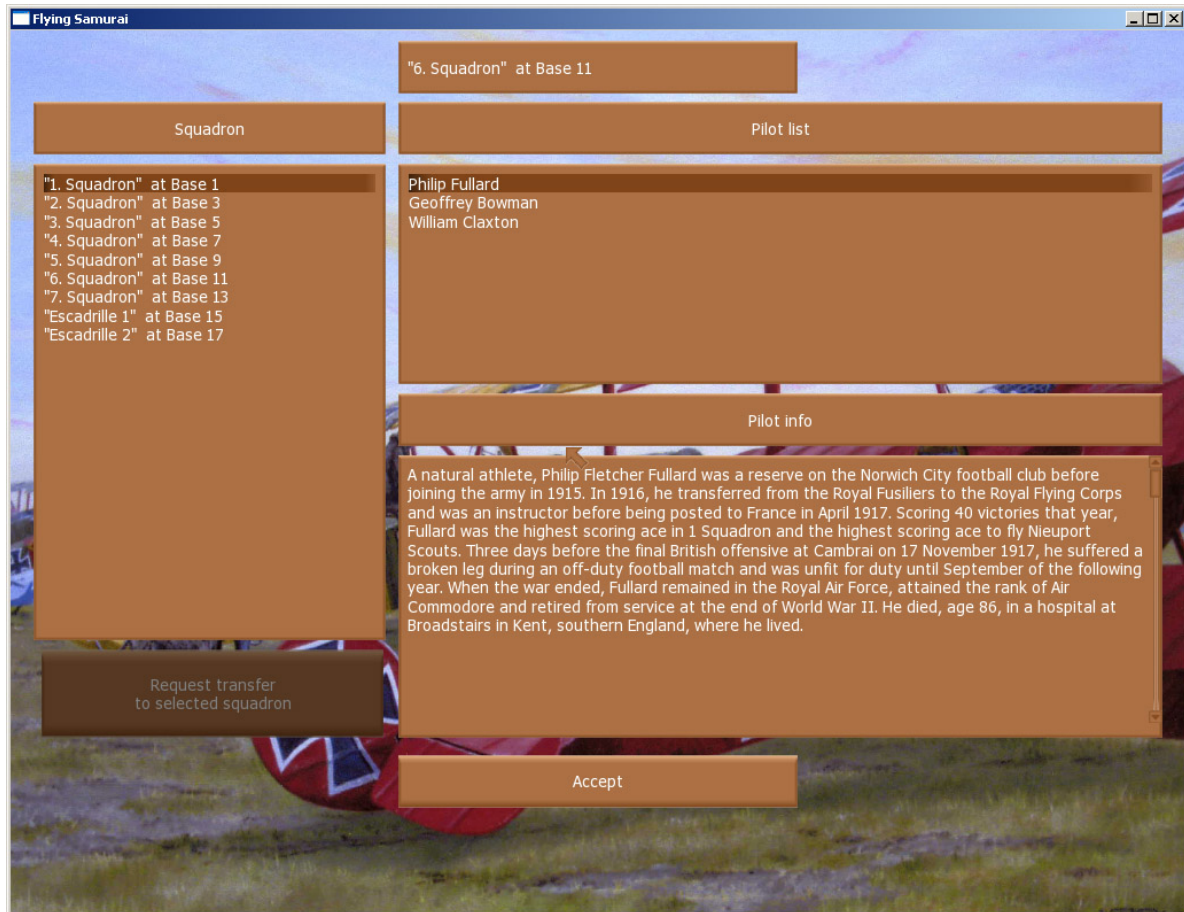 Flying Samurai
"6. Squadron" at Base 11
Squadron
Pilot list
"1. Squadron" at Base 1
"2. Squadron" at Base 3
"3. Squadron" at Base 5
"4. Squadron" at Base 7
"5. Squadron" at Base 9
"6. Squadron" at Base 11
"7. Squadron" at Base 13
"Escadrille 1" at Base 15
"Escadrille 2" at Base 17
Philip Fullard
Geoffrey Bowman
William Claxton
Pilot info
A natural athlete, Philip Fletcher Fullard was a reserve on the Norwich City football club before
joining the army in 1915. In 1916, he transferred from the Royal Fusiliers to the Royal Flying Corps
and was an instructor before being posted to France in April 1917. Scoring 40 victories that year,
Fullard was the highest scoring ace in 1 Squadron and the highest scoring ace to fly Nieuport
Scouts. Three days before the final British offensive at Cambrai on 17 November 1917, he suffered a
broken leg during an off-duty football match and was unfit for duty until September of the following
year. When the war ended, Fullard remained in the Royal Air Force, attained the rank of Air
Commodore and retired from service at the end of World War II. He died, age 86, in a hospital at
Broadstairs in Kent, southern England, where he lived.
Request transfer
to selected squadron
Accept